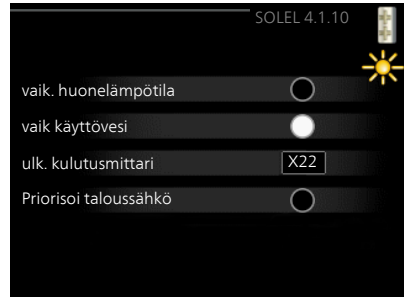 SOLEL 4.1.10
vaik. huonelämpötila
vaik käyttövesi
ulk. kulutusmittari X22
Priorisoi taloussähkö